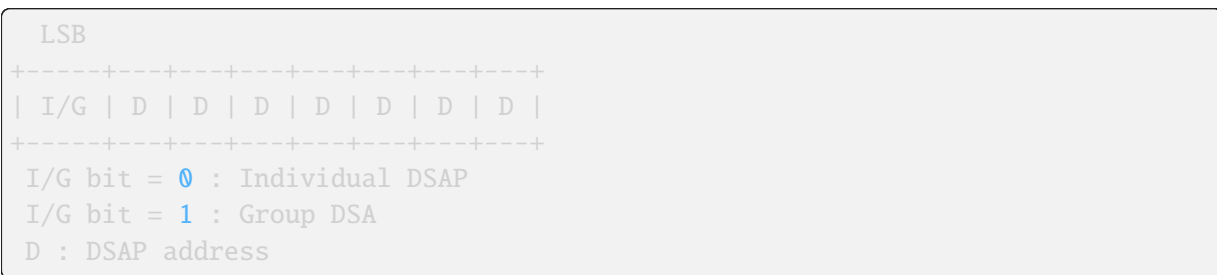 LSB
+-----+---+---+---+---+---+---+---+
| I/G | D | D | D | D | D | D | D |
+-----+---+---+---+---+---+---+---+
 I/G bit = 0 : Individual DSAP
 I/G bit = 1 : Group DSA
 D : DSAP address